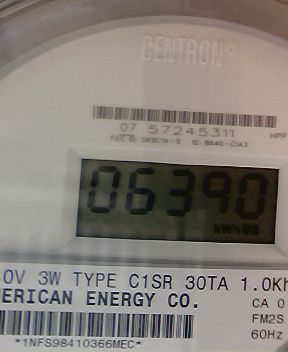 CENTRON®
07 57245311
06390
kWh
0V 3W TYPE C1SR 30TA 1.0Kh
ERICAN ENERGY CO.
CA 0
FM2S
60Hz
*1NFS98410366MEC*